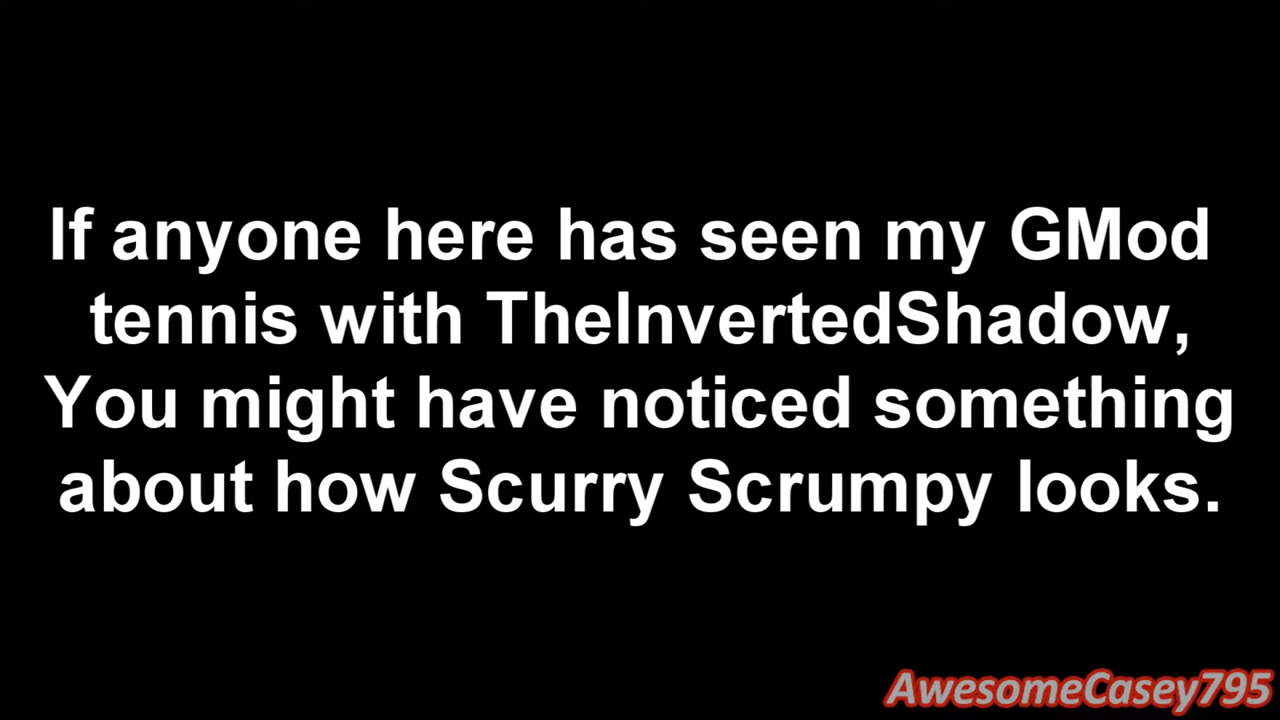 If anyone here has seen my GMod
tennis with TheInvertedShadow,
You might have noticed something
about how Scurry Scrumpy looks.
AwesomeCasey795